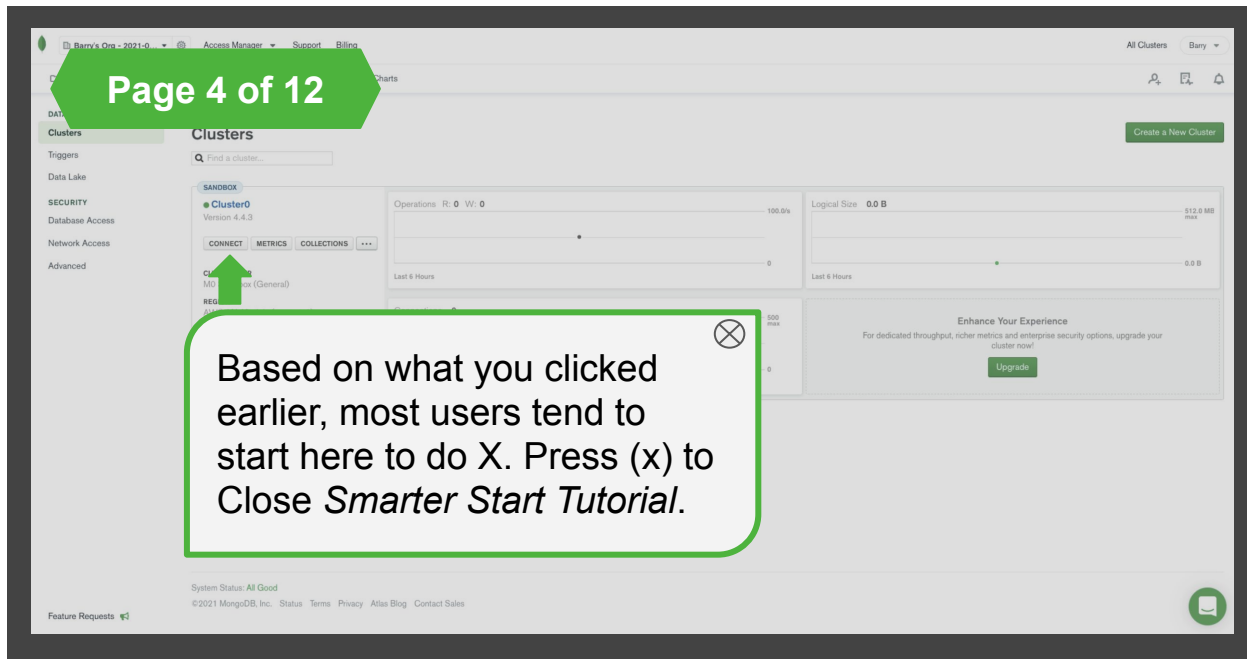 Barry's Org - 2021-0...
Access Manager
Support
Billing
All Clusters
Barry
Charts
Page 4 of 12
Clusters
Triggers
Data Lake
SECURITY
Database Access
Network Access
Advanced
Feature Requests
Clusters
Create a New Cluster
Find a cluster...
SANDBOX
Cluster0
Version 4.4.3
CONNECT METRICS COLLECTIONS ...
M0
(General)
Operations R: 0 W: 0
100.0/s
0
Last 6 Hours
Logical Size 0.0 B
512.0 MB
max
0.0 B
Last 6 Hours
500
max
0
Enhance Your Experience
For dedicated throughput, richer metrics and enterprise security options, upgrade your
cluster now!
Upgrade
Based on what you clicked
earlier, most users tend to
start here to do X. Press (x) to
Close Smarter Start Tutorial.
System Status: All Good
©2021 MongoDB, Inc. Status Terms Privacy Atlas Blog Contact Sales